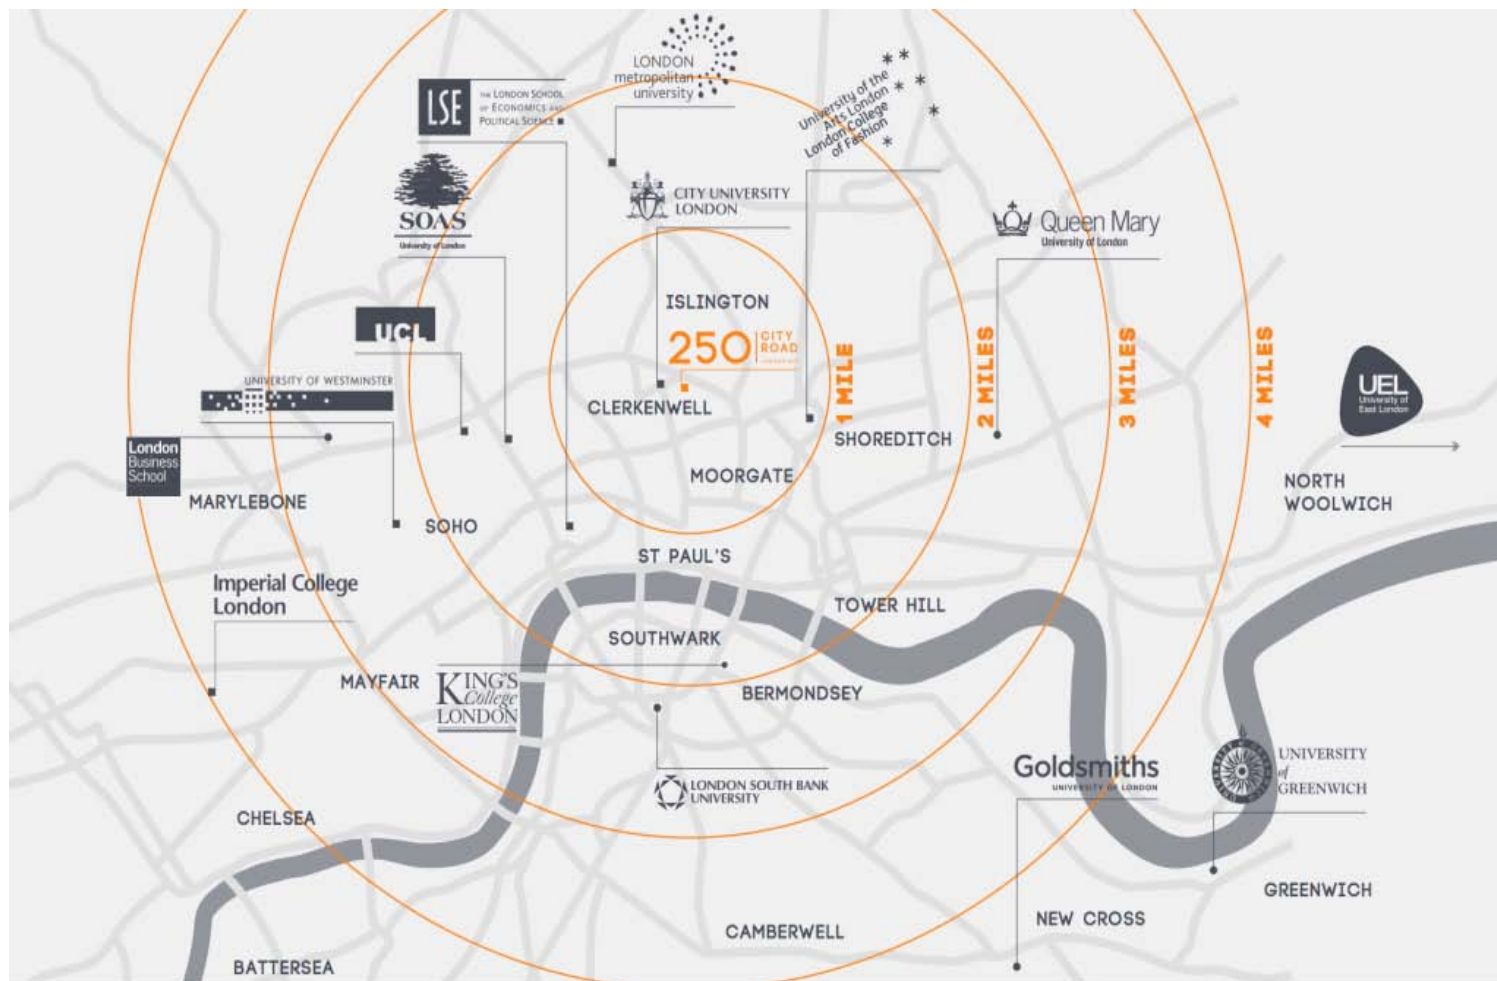 LONDON
metropolitan
university
LSE
THE LONDON SCHOOL
OF ECONOMICS AND
POLITICAL SCIENCE
University of the
Arts London
London College
of Fashion
SOAS
University of London
CITY UNIVERSITY
LONDON
Queen Mary
University of London
ISLINGTON
250
CITY
ROAD
UCL
1 MILE
2 MILES
3 MILES
4 MILES
UNIVERSITY OF WESTMINSTER
UEL
University of
East London
CLERKENWELL
SHOREDITCH
London
Business
School
MOORGATE
NORTH
WOOLWICH
MARYLEBONE
SOHO
ST PAUL'S
Imperial College
London
TOWER HILL
SOUTHWARK
MAYFAIR
KING'S
College
LONDON
BERMONDSEY
LONDON SOUTH BANK
UNIVERSITY
Goldsmiths
UNIVERSITY OF LONDON
UNIVERSITY
of
GREENWICH
CHELSEA
GREENWICH
NEW CROSS
CAMBERWELL
BATTERSEA